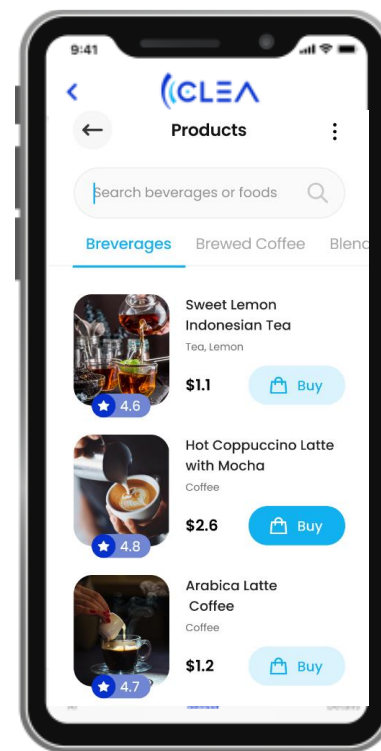 9:41
CLEA
Products
Search beverages or foods
Breverages Brewed Coffee Blend
Sweet Lemon
Indonesian Tea
Tea, Lemon
$1.1 Buy
4.6
Hot Coppuccino Latte
with Mocha
Coffee
$2.6 Buy
4.8
Arabica Latte
Coffee
Coffee
$1.2 Buy
4.7